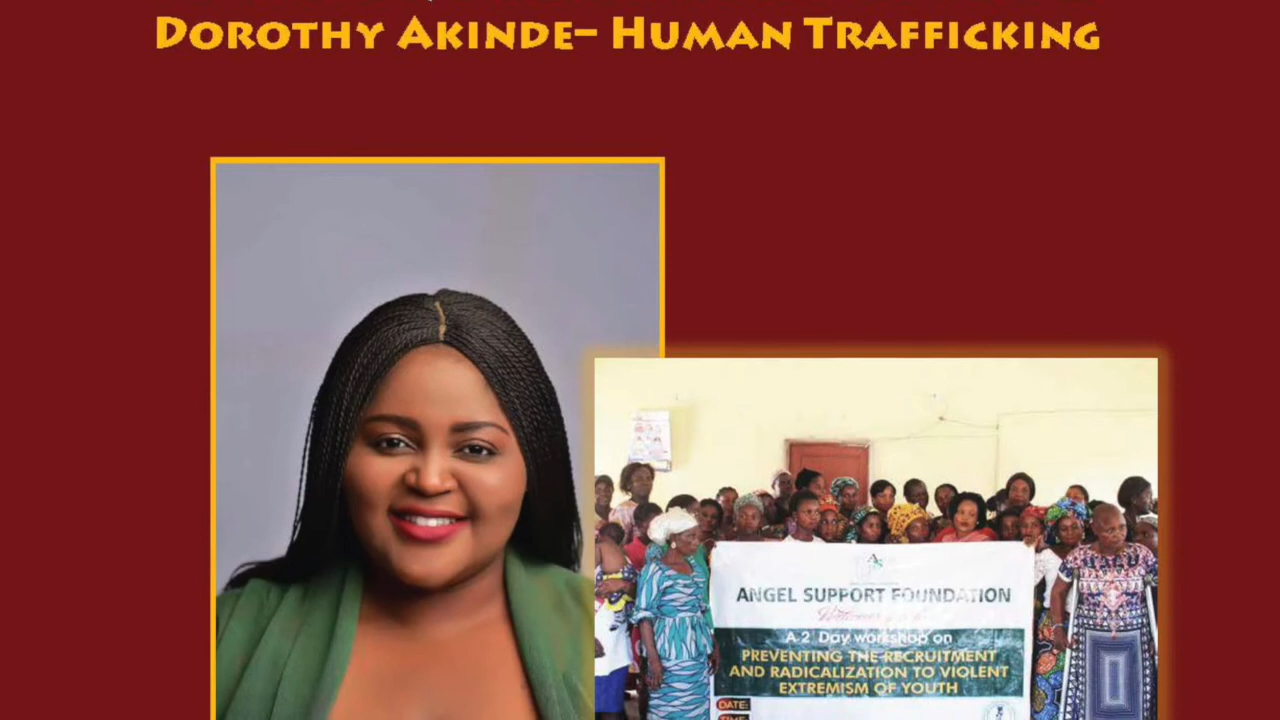 DOROTHY AKINDE– HUMAN TRAFFICKING
ANGEL SUPPORT FOUNDATION
A 2 Day workshop on
PREVENTING THE RECRUITMENT
AND RADICALIZATION TO VIOLENT
EXTREMISM OF YOUTH
DATE:
TIME